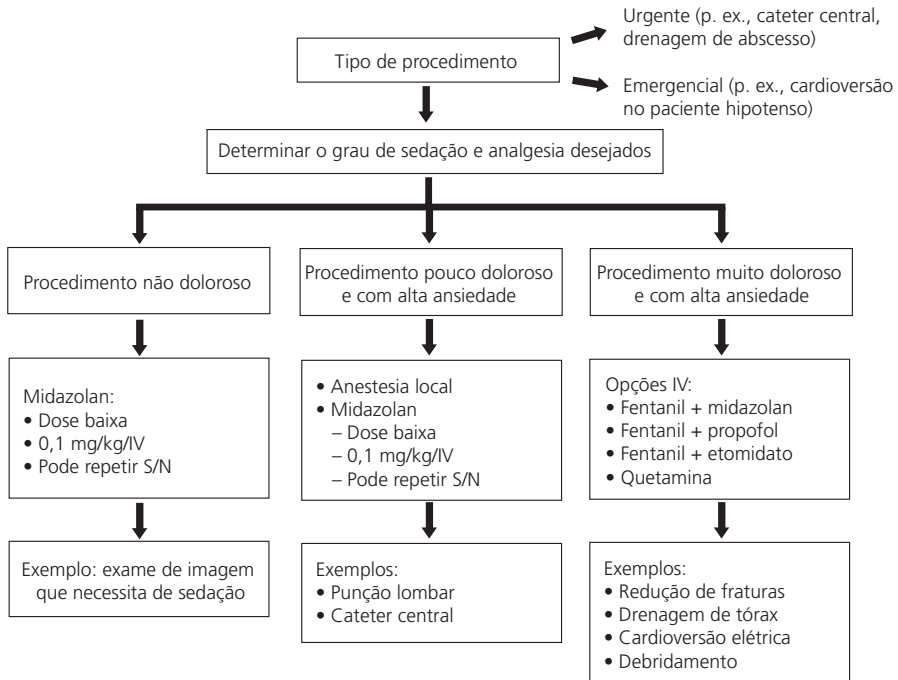 Urgente (p. ex., cateter central,
drenagem de abscesso)
Tipo de procedimento
Emergencial (p. ex., cardioversão
no paciente hipotenso)
Determinar o grau de sedação e analgesia desejados
Procedimento não doloroso
Procedimento pouco doloroso
e com alta ansiedade
Procedimento muito doloroso
e com alta ansiedade
Midazolan:
• Dose baixa
• 0,1 mg/kg/IV
• Pode repetir S/N
• Anestesia local
• Midazolan
– Dose baixa
– 0,1 mg/kg/IV
– Pode repetir S/N
Opções IV:
• Fentanil + midazolan
• Fentanil + propofol
• Fentanil + etomidato
• Quetamina
Exemplo: exame de imagem
que necessita de sedação
Exemplos:
• Punção lombar
• Cateter central
Exemplos:
• Redução de fraturas
• Drenagem de tórax
• Cardioversão elétrica
• Debridamento